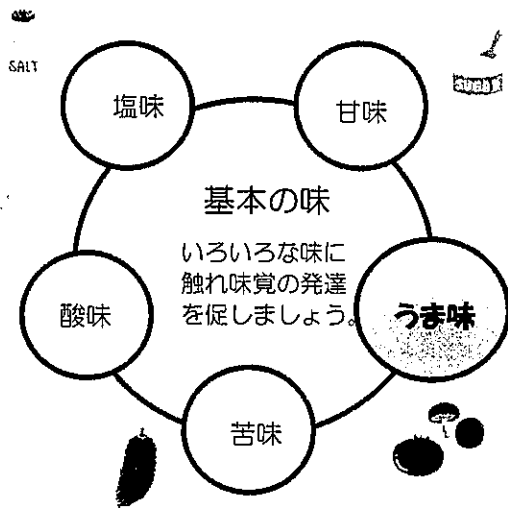 SALT
塩味
甘味
SUGAR
基本の味
いろいろな味に
触れ味覚の発達
を促しましょう。
酸味
うま味
苦味